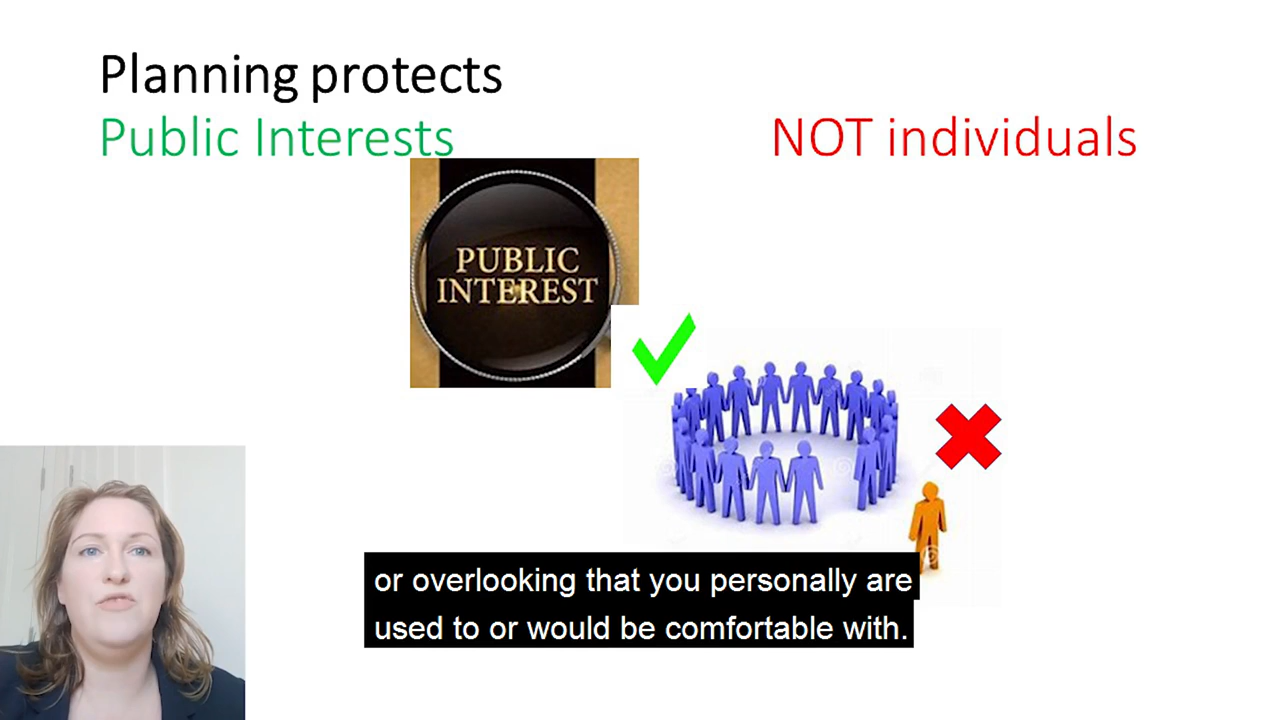 Planning protects
Public Interests
NOT individuals
PUBLIC
INTEREST
or overlooking that you personally are
used to or would be comfortable with.